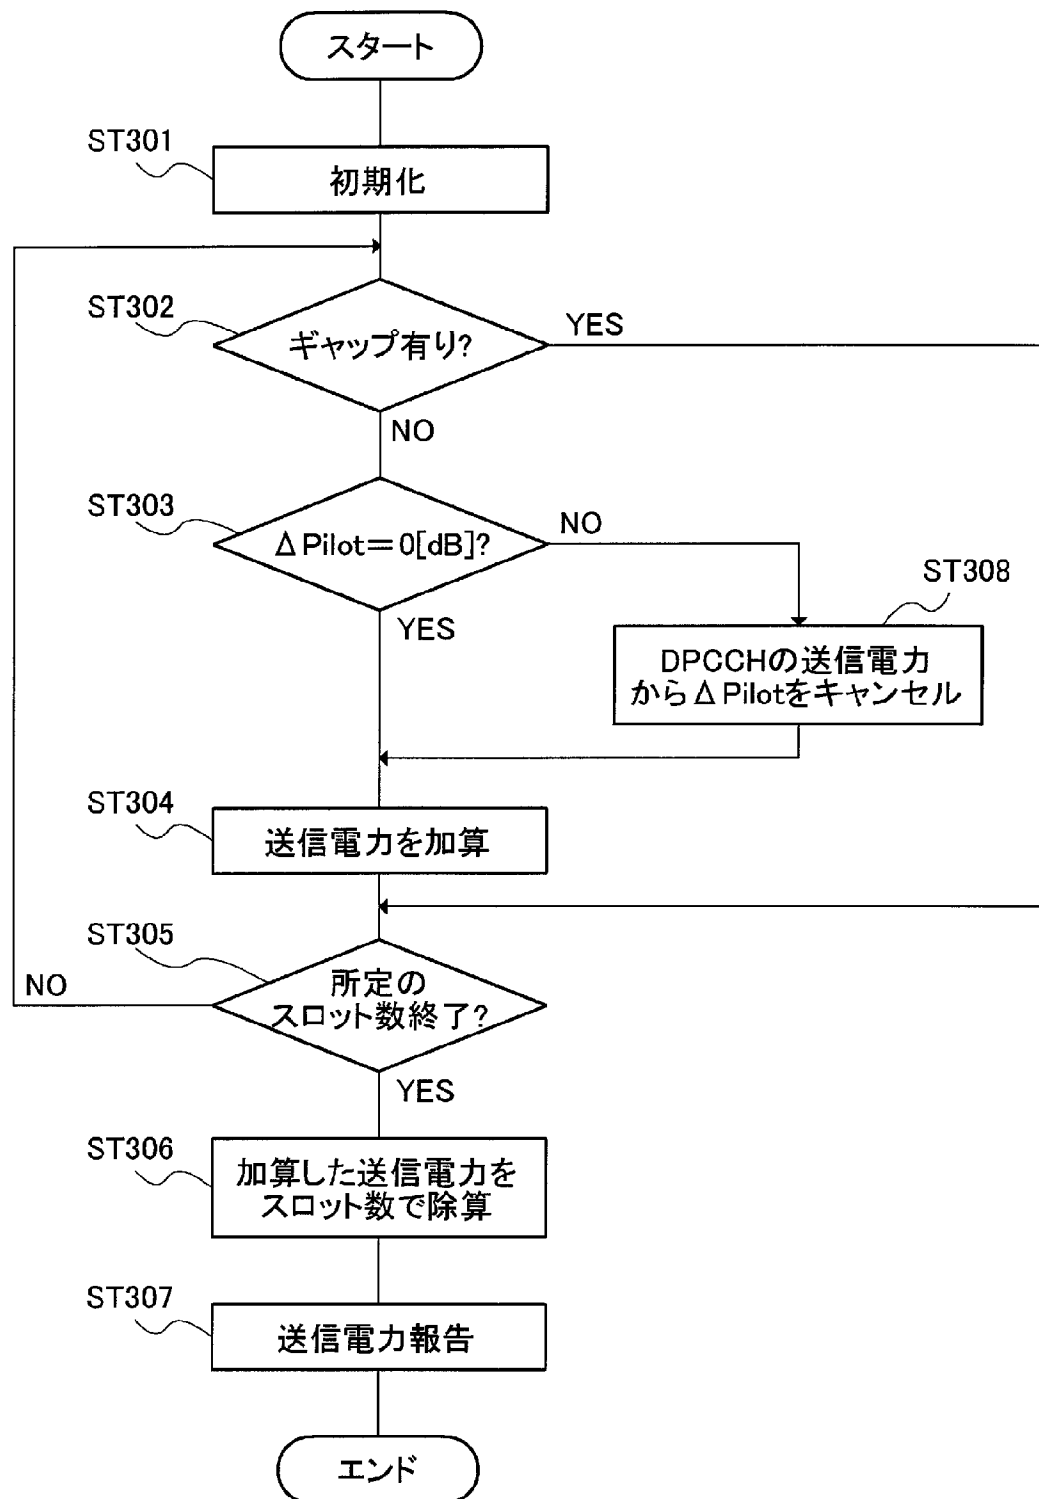 スタート
ST301
初期化
ST302
ギャップ有り?
YES
NO
ST303
Δ Pilot=0[dB]?
NO
YES
ST308
DPCCHの送信電力
からΔ Pilotをキャンセル
ST304
送信電力を加算
ST305
所定の
スロット数終了?
NO
YES
ST306
加算した送信電力を
スロット数で除算
ST307
送信電力報告
エンド